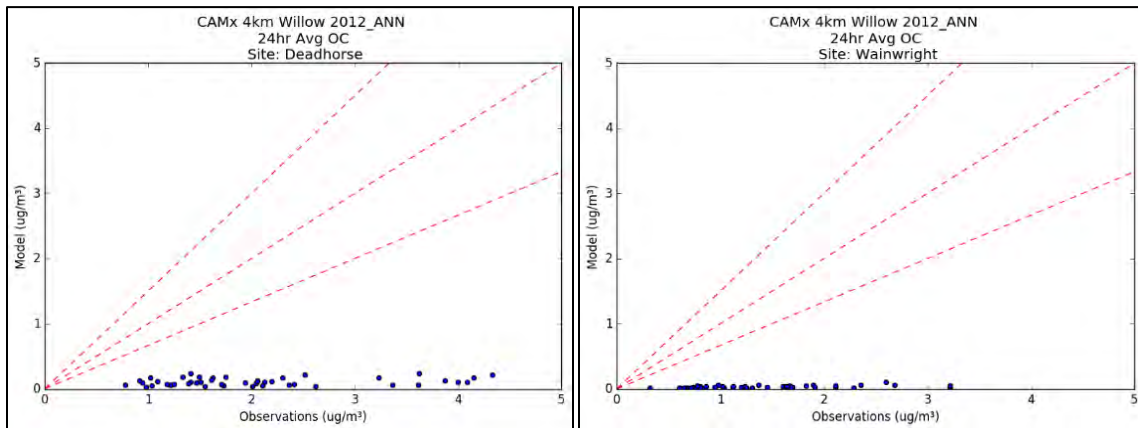 CAMx 4km Willow 2012_ANN
24hr Avg OC
Site: Deadhorse
5
4
3
2
1
0
Model (ug/m³)
0 1 2 3 4 5
Observations (ug/m³)
CAMx 4km Willow 2012_ANN
24hr Avg OC
Site: Wainwright
5
4
3
2
1
0
Model (ug/m³)
0 1 2 3 4 5
Observations (ug/m³)